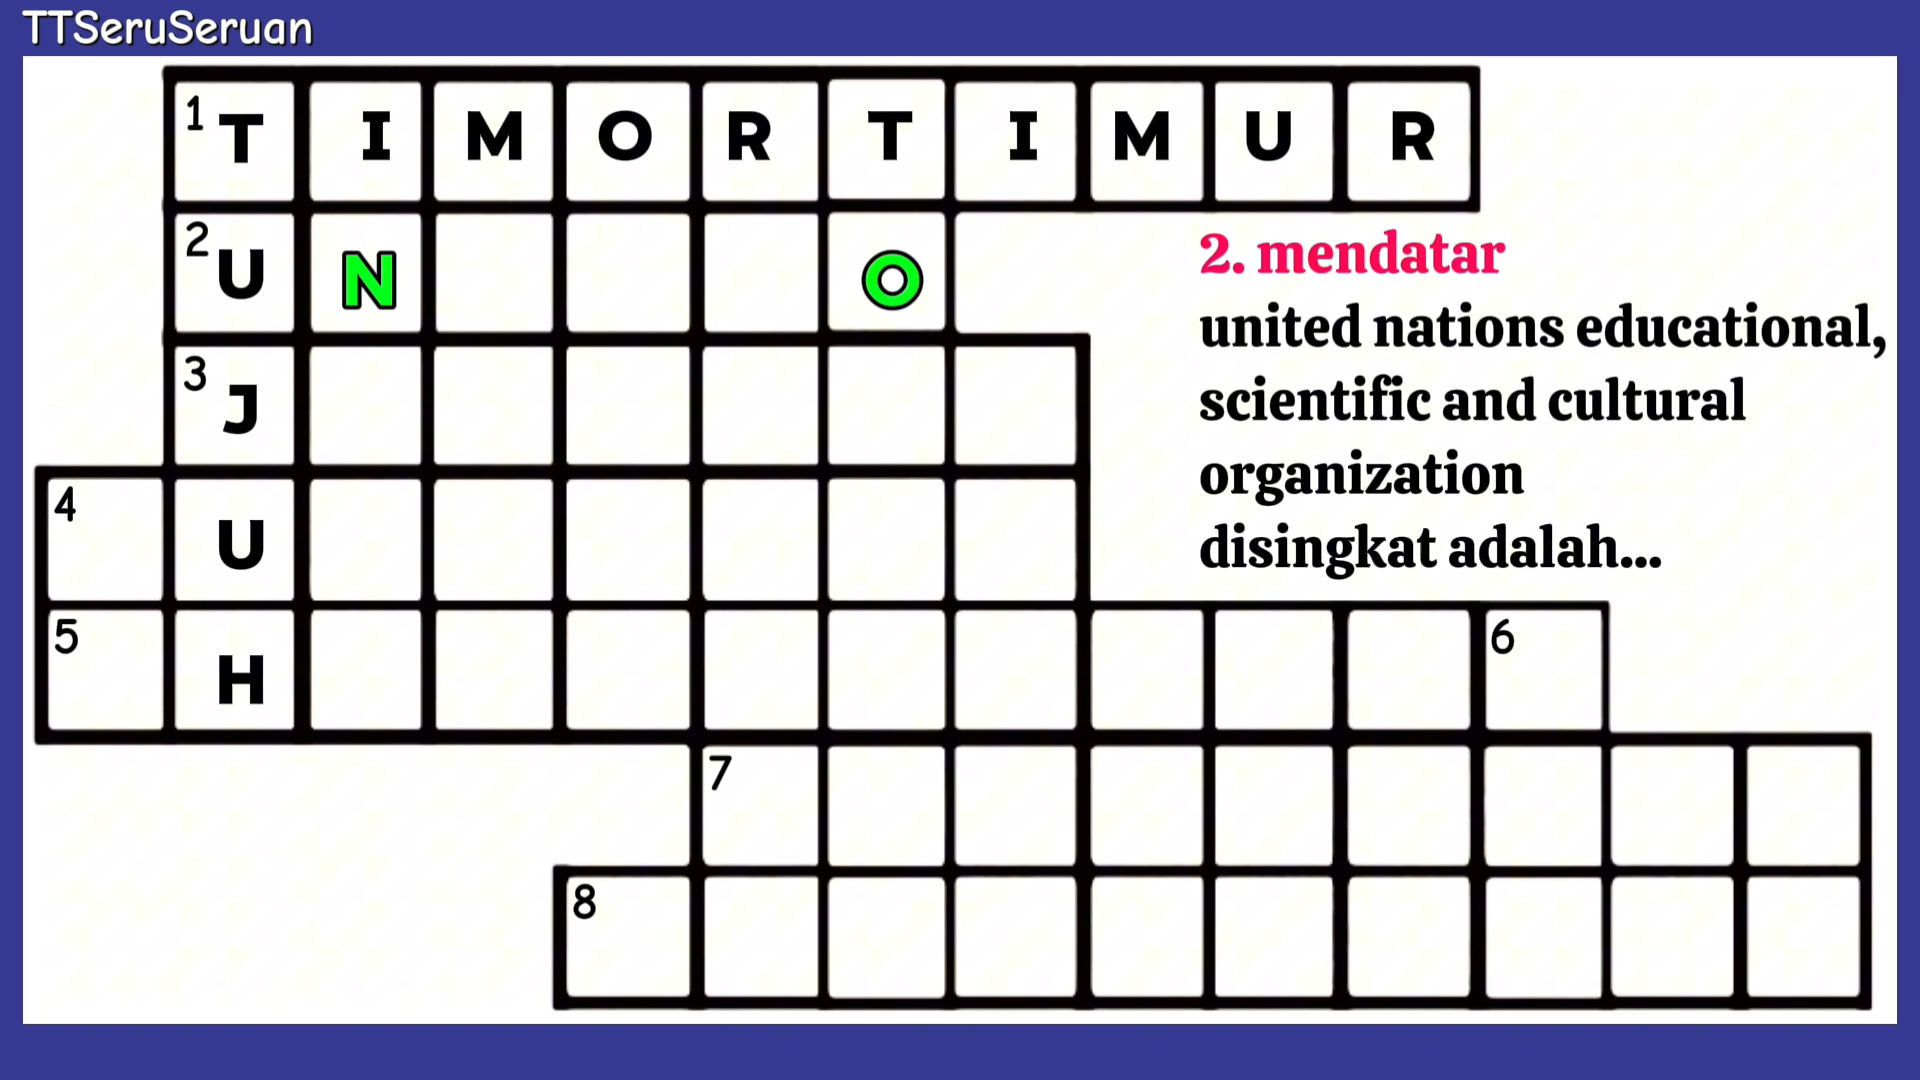 TTSeruSeruan
1 T I M O R T I M U R
2 U N O
2. mendatar
united nations educational,
scientific and cultural
organization
disingkat adalah...
3 J
4 U
5 H 6
7
8